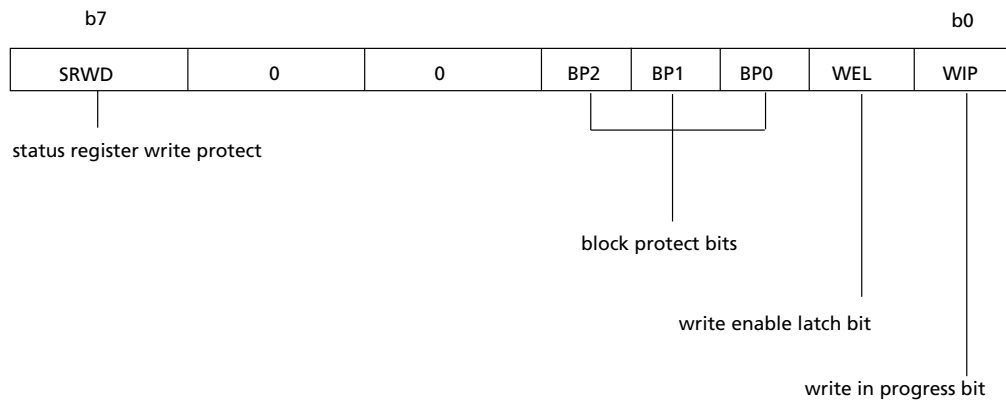 b7 b0
SRWD 0 0 BP2 BP1 BP0 WEL WIP
status register write protect
block protect bits
write enable latch bit
write in progress bit